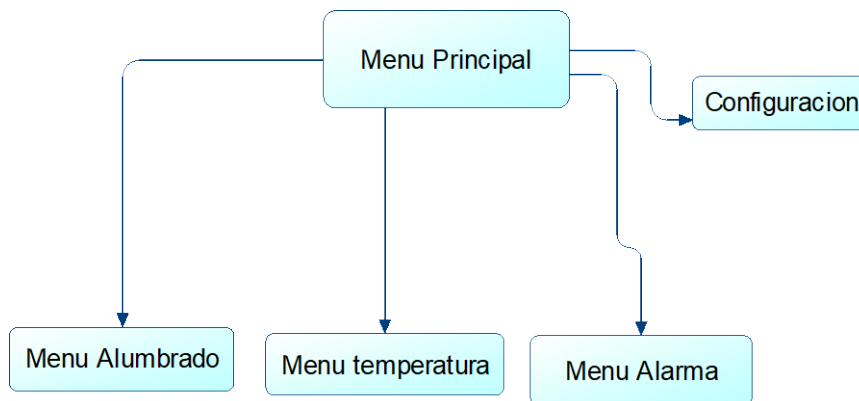 Menu Principal
Configuracion
Menu Alumbrado
Menu temperatura
Menu Alarma